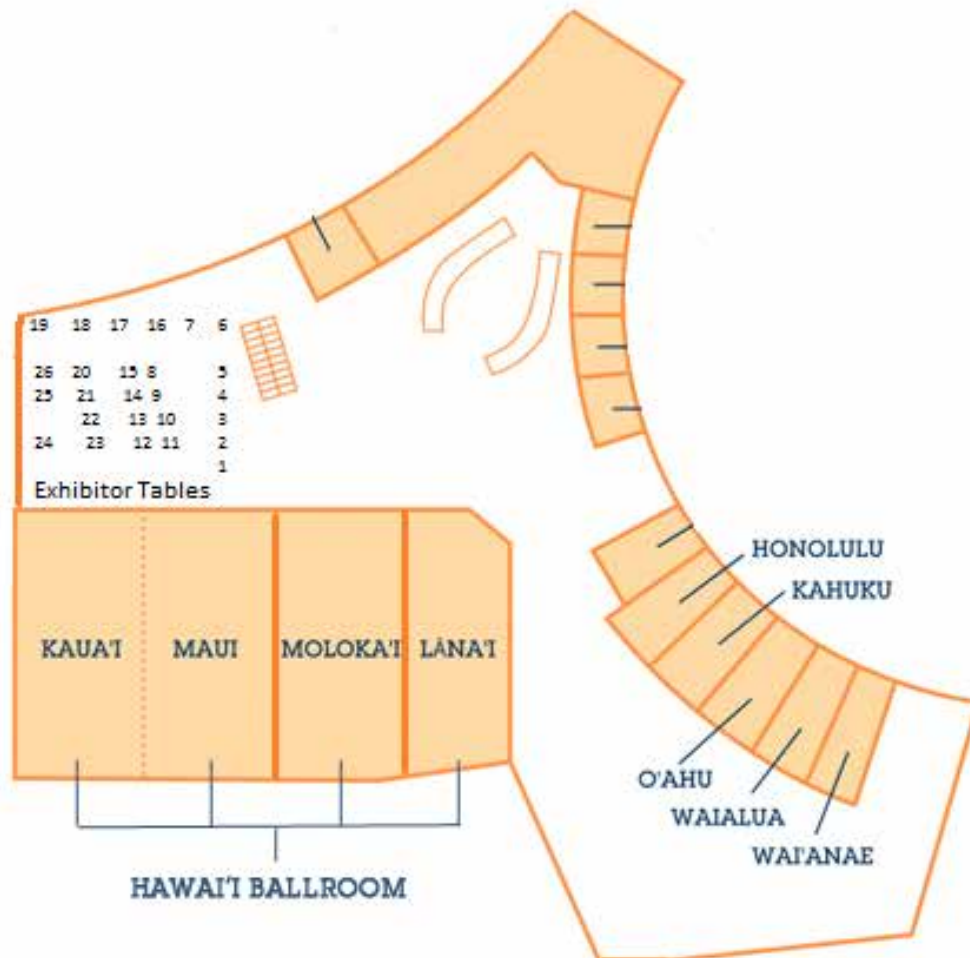 19 18 17 16 7 6
26 20 15 8 5
25 21 14 9 4
22 13 10 3
24 23 12 11 2
1
Exhibitor Tables
HONOLULU
KAHUKU
KAUA'I MAUI MOLOKA'I LĀNA'I
O'AHU
WAIALUA
WAI'ANAE
HAWAI'I BALLROOM